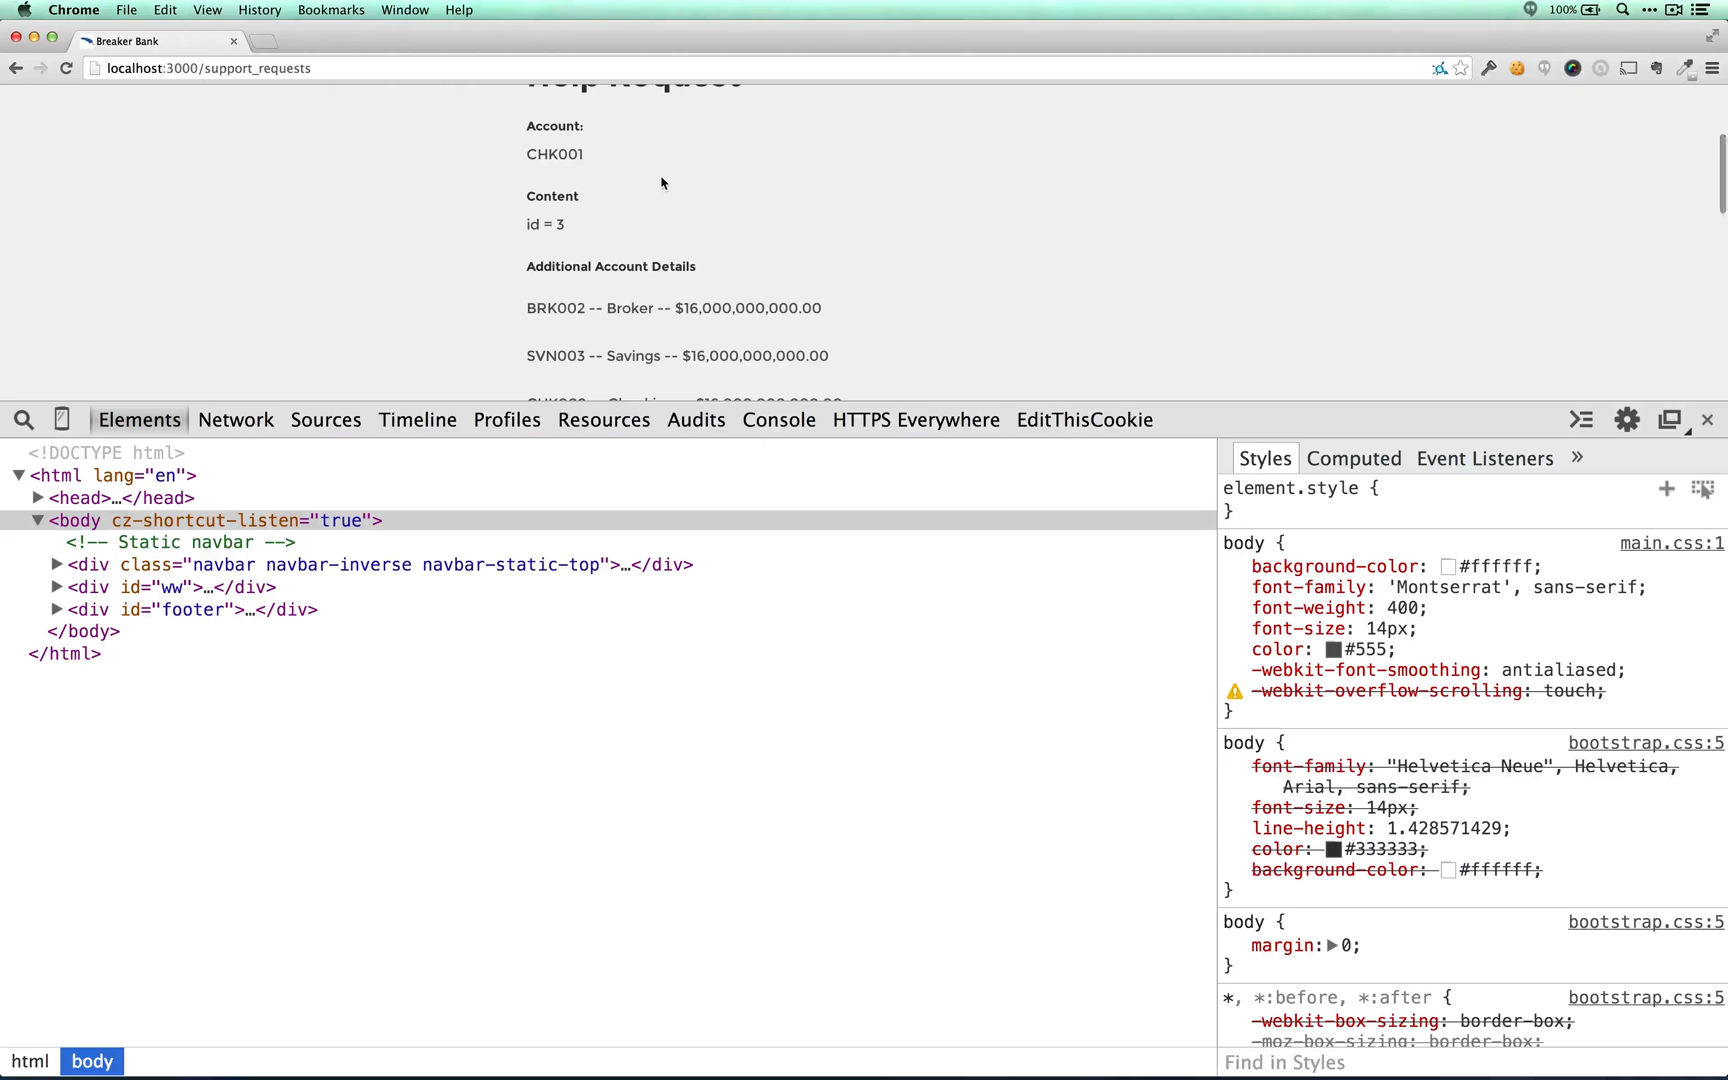 Chrome File Edit View History Bookmarks Window Help 100%
Breaker Bank
localhost:3000/support_requests
Help Request
Account:
CHK001
Content
id = 3
Additional Account Details
BRK002 -- Broker -- $16,000,000,000.00
SVN003 -- Savings -- $16,000,000,000.00
Elements Network Sources Timeline Profiles Resources Audits Console HTTPS Everywhere EditThisCookie
<!DOCTYPE html>
<html lang="en">
<head>…</head>
<body cz-shortcut-listen="true">
<!-- Static navbar -->
<div class="navbar navbar-inverse navbar-static-top">…</div>
<div id="ww">…</div>
<div id="footer">…</div>
</body>
</html>
html body
Styles Computed Event Listeners »
element.style {
}
body { main.css:1
background-color: #ffffff;
font-family: 'Montserrat', sans-serif;
font-weight: 400;
font-size: 14px;
color: #555;
-webkit-font-smoothing: antialiased;
-webkit-overflow-scrolling: touch;
}
body { bootstrap.css:5
font-family: "Helvetica Neue", Helvetica,
Arial, sans-serif;
font-size: 14px;
line-height: 1.428571429;
color: #333333;
background-color: #ffffff;
}
body { bootstrap.css:5
margin: 0;
}
*, *:before, *:after { bootstrap.css:5
-webkit-box-sizing: border-box;
-moz-box-sizing: border-box;
Find in Styles